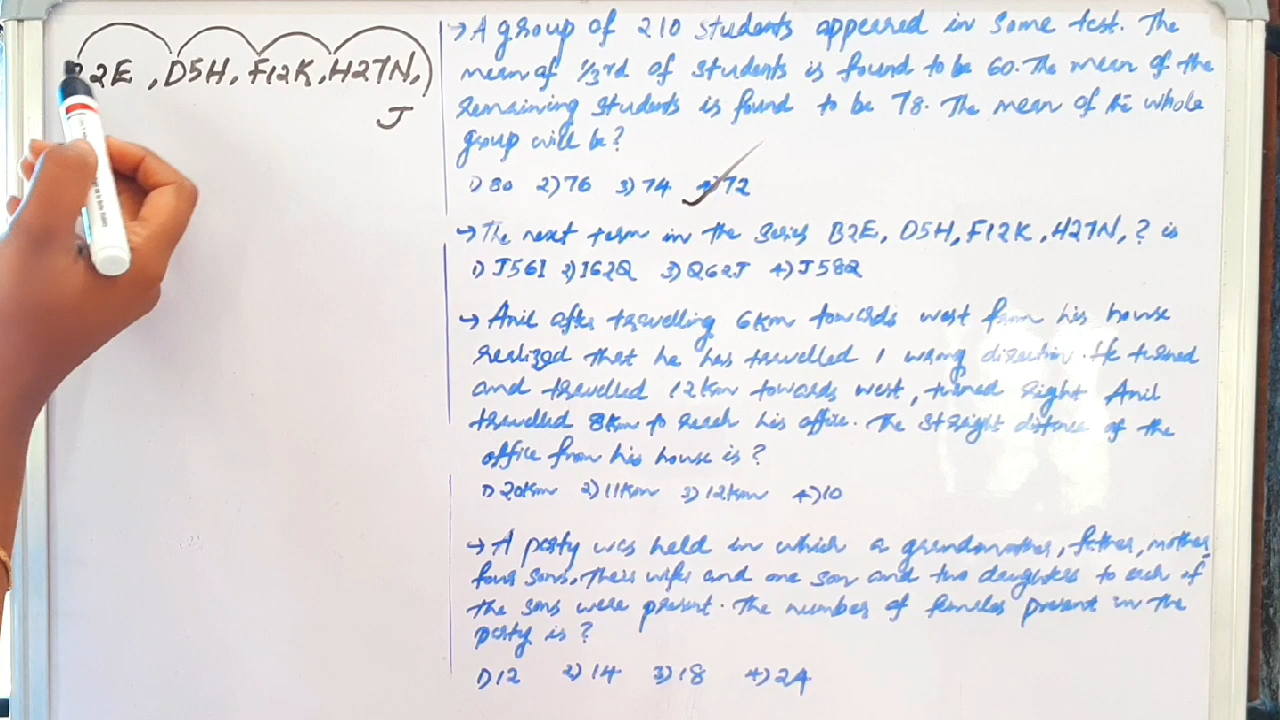 B2E, D5H, F12K, H27N,
J
→ A group of 210 students appeared in some test. The
mean of 1/3rd of students is found to be 60. The mean of the
remaining students is found to be 78. The mean of the whole
group will be?
1) 80 2) 76 3) 74 4) 72
→ The next term in the series B2E, D5H, F12K, H27N, ? is
1) J56I 2) I62Q 3) Q62J 4) J58Q
→ Anil after travelling 6km towards west from his house
realized that he has travelled 1 wrong direction. He turned
and travelled 12km towards west, turned right Anil
travelled 8km to reach his office. The straight distance of the
office from his house is?
1) 20km 2) 11km 3) 12km 4) 10
→ A party was held in which a grandmother, father, mother,
four sons, their wifes and one son and two daughters to each of
the sons were present. The number of females present in the
party is?
1) 12 2) 14 3) 18 4) 24